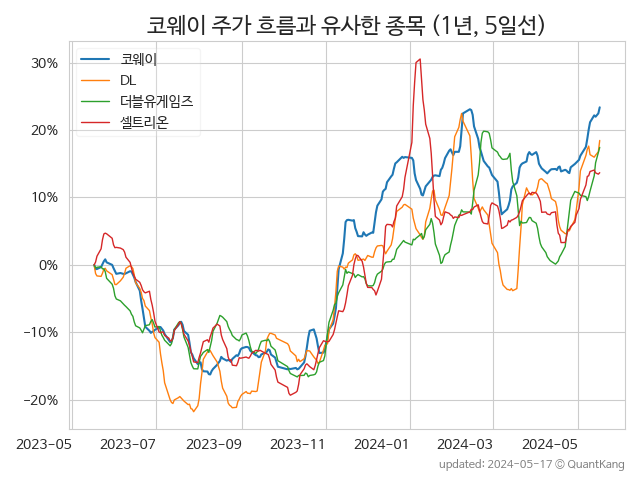 코웨이 주가 흐름과 유사한 종목 (1년, 5일선)
30%
20%
10%
0%
−10%
−20%
코웨이
DL
더블유게임즈
셀트리온
2023−05
2023−07
2023−09
2023−11
2024−01
2024−03
2024−05
updated: 2024−05−17 © QuantKang